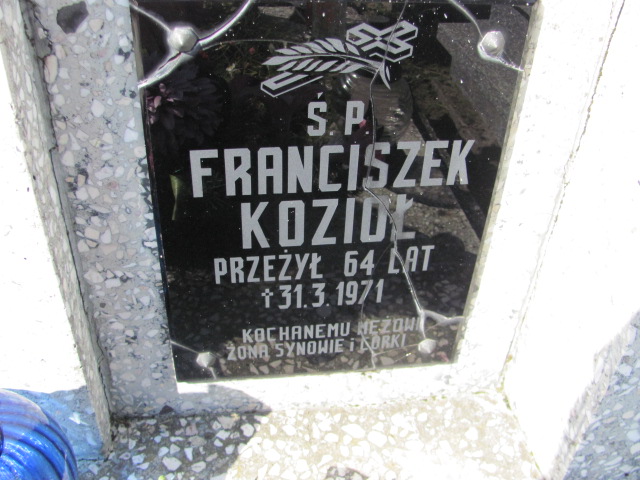 Ś.P.
FRANCISZEK
KOZIOŁ
PRZEŻYŁ 64 LAT
† 31.3.1971
KOCHANEMU MĘŻOWI
ŻONA SYNOWIE i CÓRKI